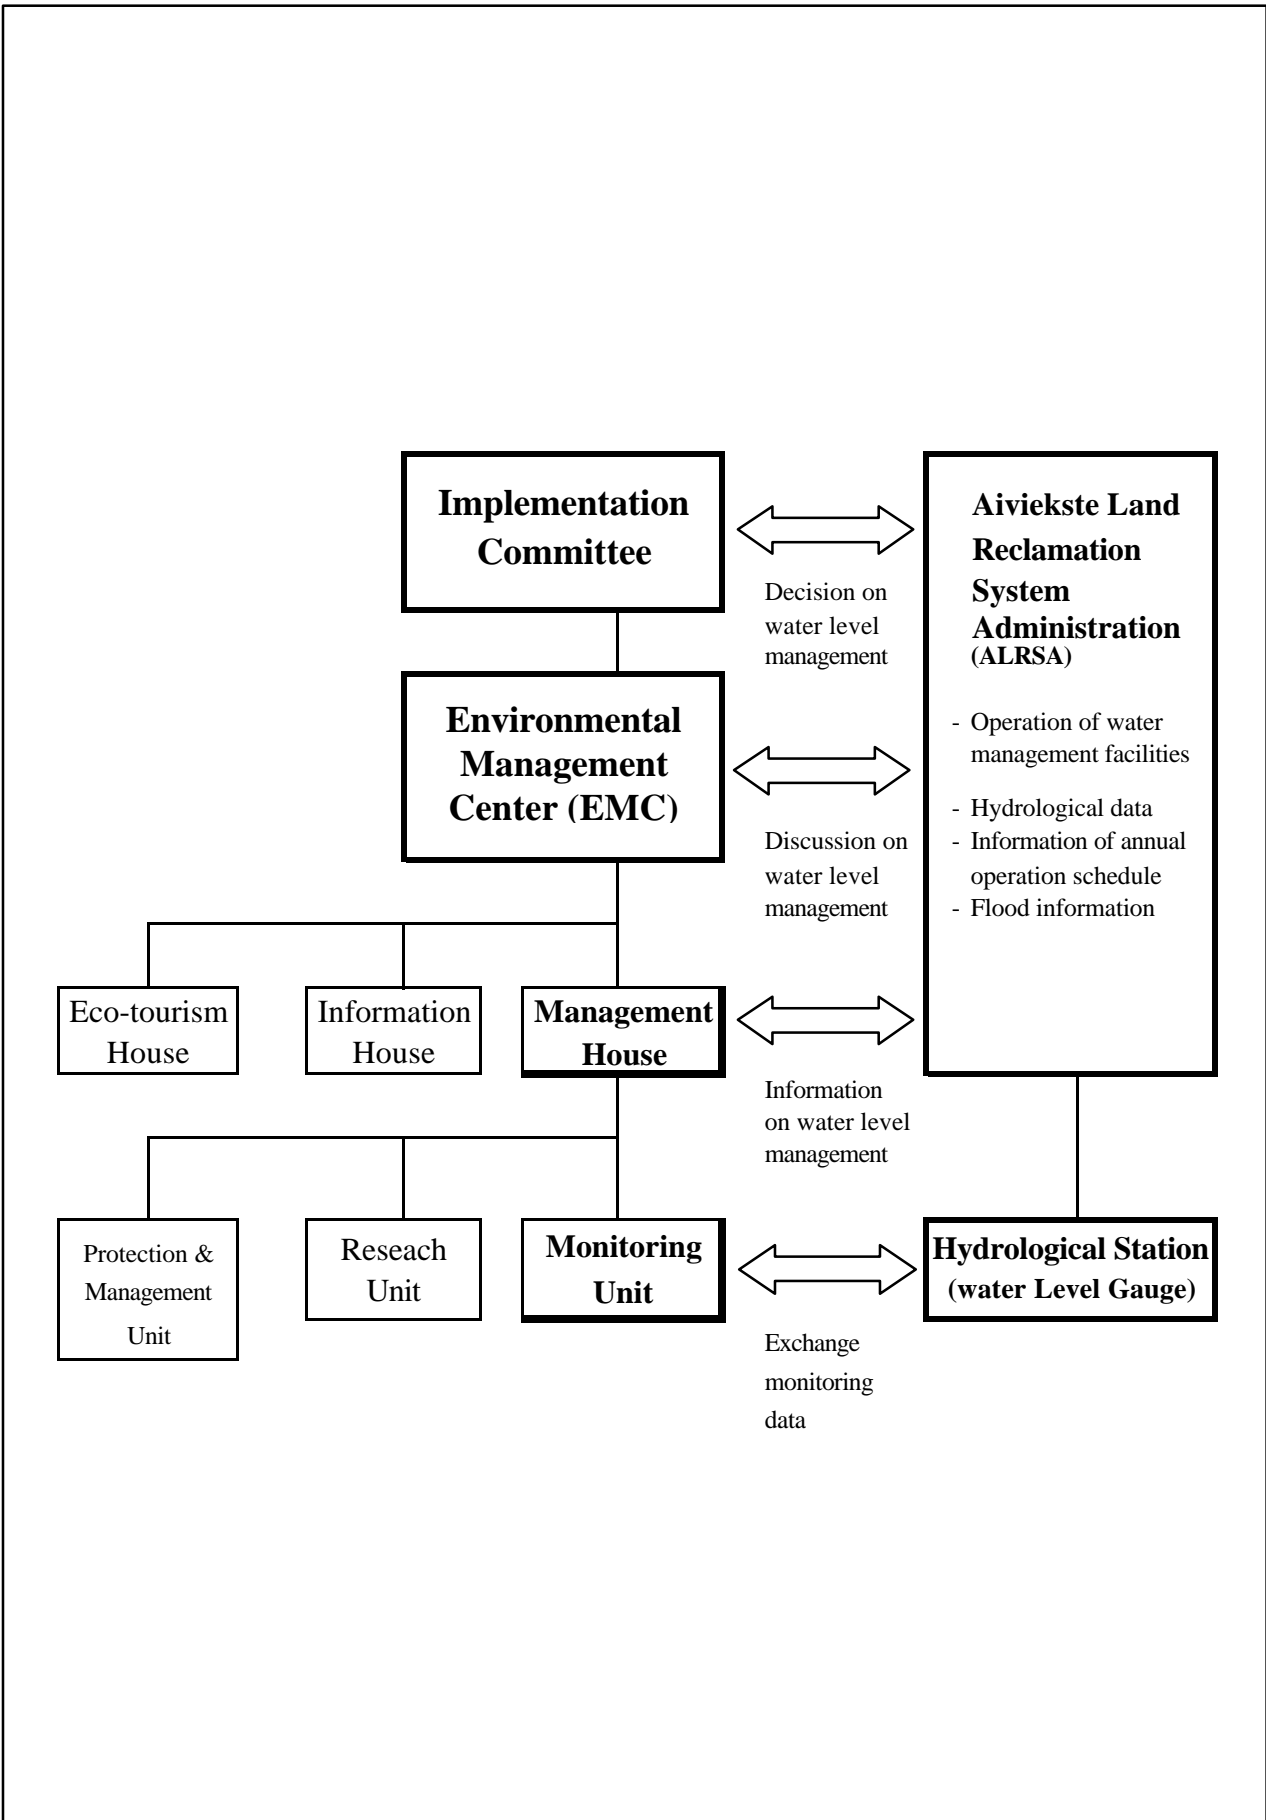 Implementation
Committee
Decision on
water level
management
Environmental
Management
Center (EMC)
Discussion on
water level
management
Aiviekste Land
Reclamation
System
Administration
(ALRSA)
- Operation of water
management facilities
- Hydrological data
- Information of annual
operation schedule
- Flood information
Eco-tourism
House
Information
House
Management
House
Information
on water level
management
Protection &
Management
Unit
Reseach
Unit
Monitoring
Unit
Exchange
monitoring
data
Hydrological Station
(water Level Gauge)